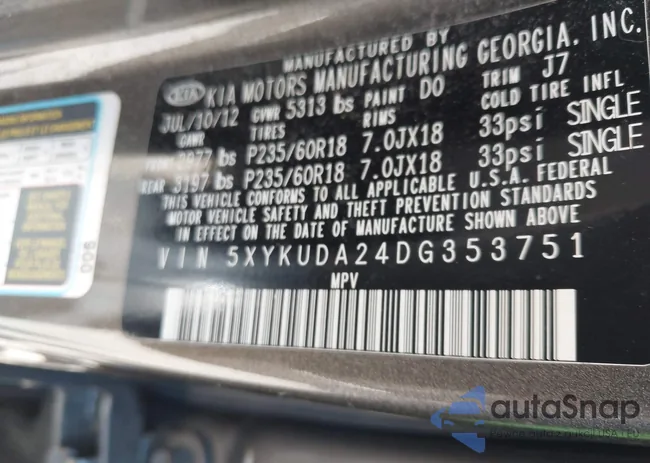 MANUFACTURED BY
KIA KIA MOTORS MANUFACTURING GEORGIA, INC.
JUL/10/12 GVWR 5313 lbs PAINT D0 TRIM J7
GAWR TIRES RIMS COLD TIRE INFL
lbs P235/60R18 7.0JX18 33psi SINGLE
REAR 3197 lbs P235/60R18 7.0JX18 33psi SINGLE
THIS VEHICLE CONFORMS TO ALL APPLICABLE U.S.A. FEDERAL
MOTOR VEHICLE SAFETY AND THEFT PREVENTION STANDARDS
IN EFFECT ON THE DATE OF MANUFACTURE SHOWN ABOVE
VIN 5XYKUDA24DG353751
MPV
autoSnap